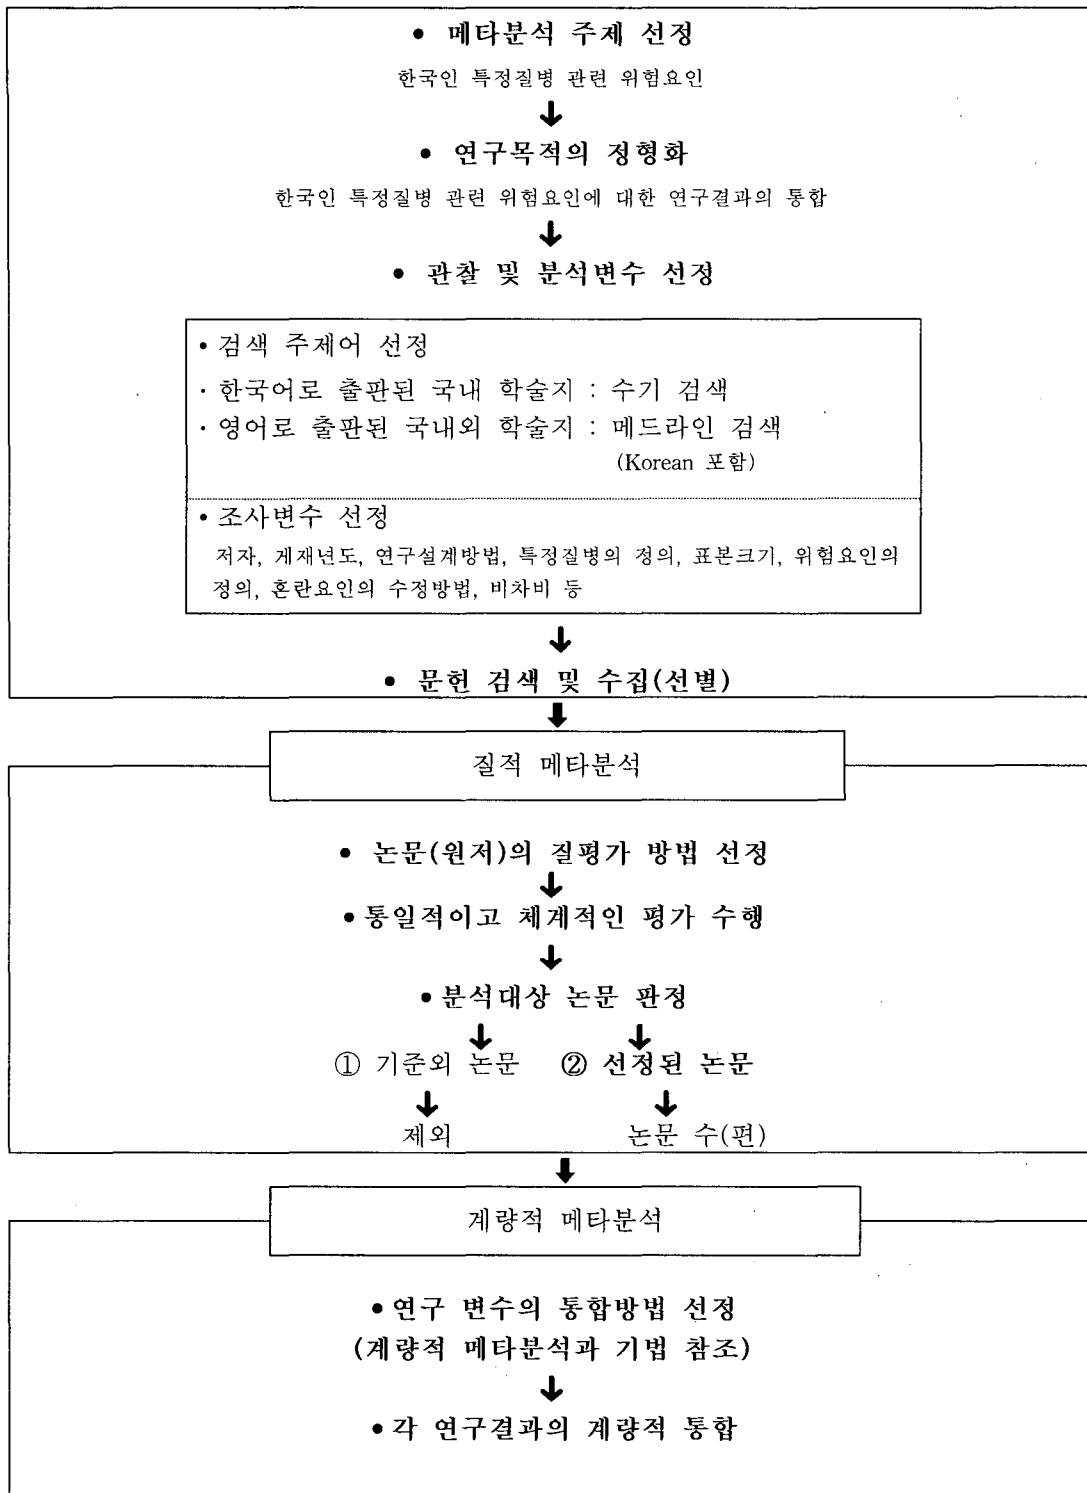 • 메타분석 주제 선정
한국인 특정질병 관련 위험요인
• 연구목적의 정형화
한국인 특정질병 관련 위험요인에 대한 연구결과의 통합
• 관찰 및 분석변수 선정
• 검색 주제어 선정
· 한국어로 출판된 국내 학술지 : 수기 검색
· 영어로 출판된 국내외 학술지 : 메드라인 검색
(Korean 포함)
• 조사변수 선정
저자, 게재년도, 연구설계방법, 특정질병의 정의, 표본크기, 위험요인의
정의, 혼란요인의 수정방법, 비차비 등
• 문헌 검색 및 수집(선별)
질적 메타분석
• 논문(원저)의 질평가 방법 선정
• 통일적이고 체계적인 평가 수행
• 분석대상 논문 판정
① 기준외 논문 ② 선정된 논문
제외 논문 수(편)
계량적 메타분석
• 연구 변수의 통합방법 선정
(계량적 메타분석과 기법 참조)
• 각 연구결과의 계량적 통합